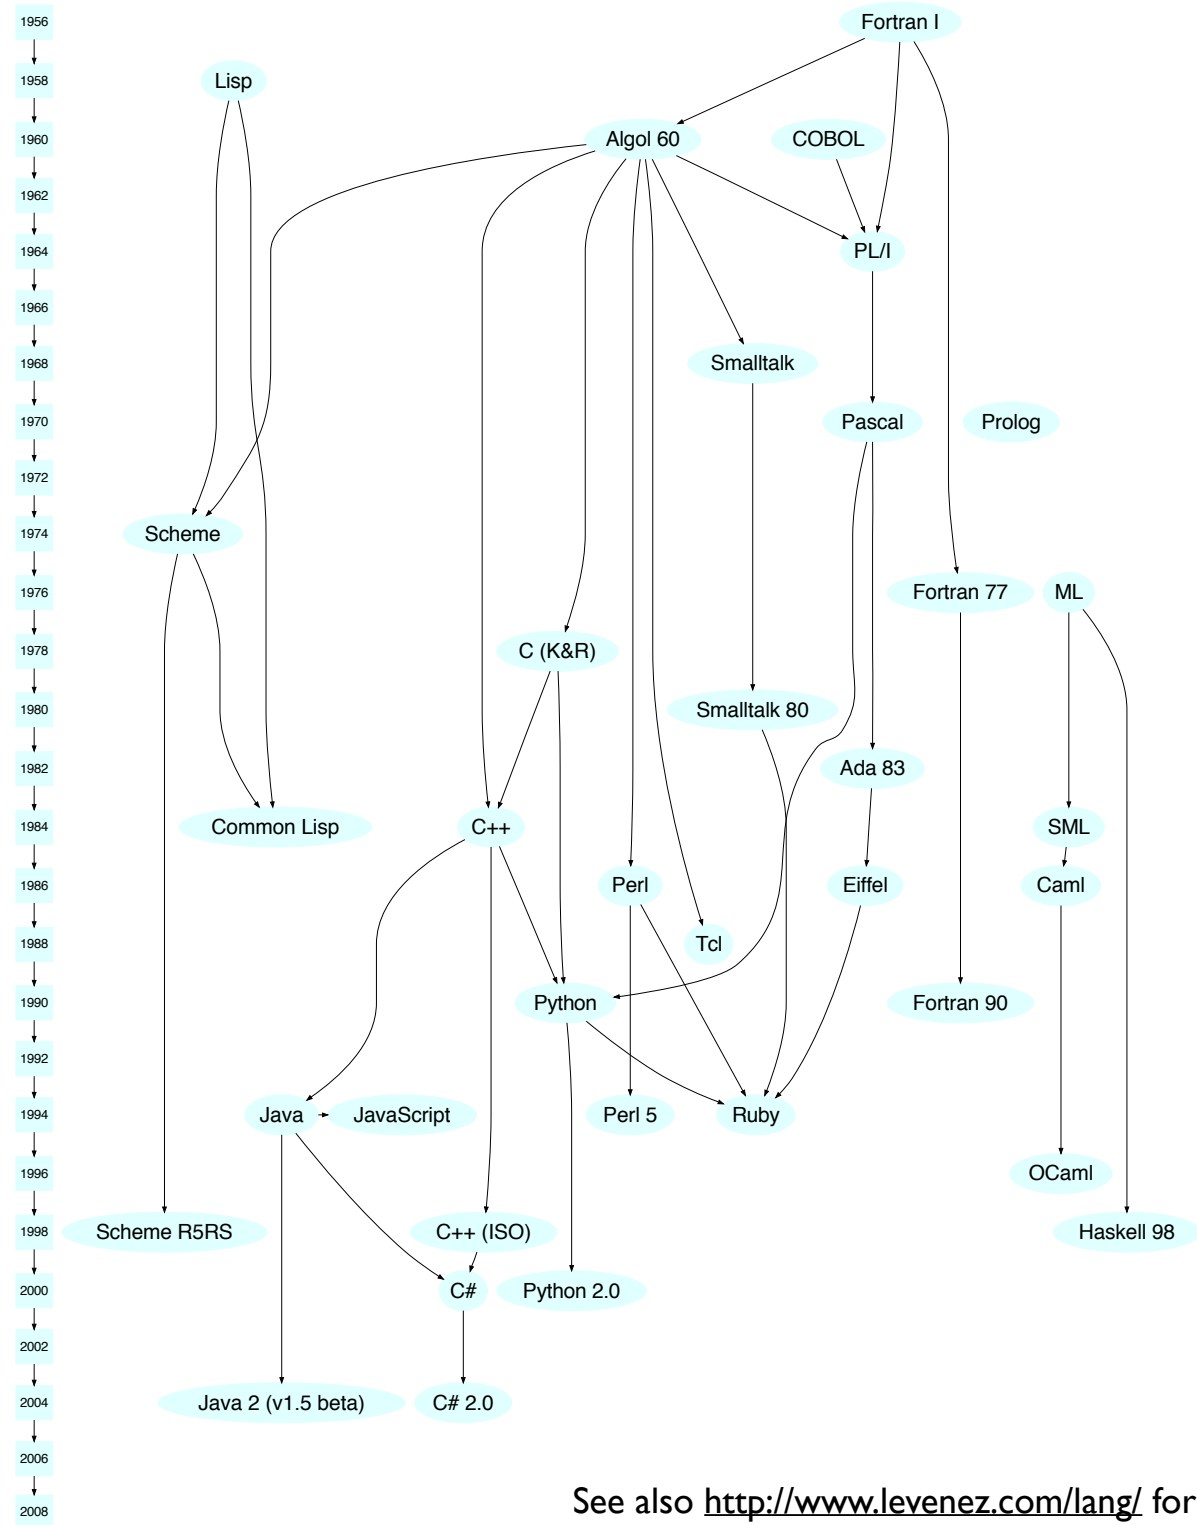 1956 Fortran I
1958 Lisp
1960 Algol 60 COBOL
1962
1964 PL/I
1966
1968 Smalltalk
1970 Pascal Prolog
1972
1974 Scheme
1976 Fortran 77 ML
1978 C (K&R)
1980 Smalltalk 80
1982 Ada 83
1984 Common Lisp C++ SML
1986 Perl Eiffel Caml
1988 Tcl
1990 Python Fortran 90
1992
1994 Java JavaScript Perl 5 Ruby
1996 OCaml
1998 Scheme R5RS C++ (ISO) Haskell 98
2000 C# Python 2.0
2002
2004 Java 2 (v1.5 beta) C# 2.0
2006
2008
See also http://www.levenez.com/lang/ for